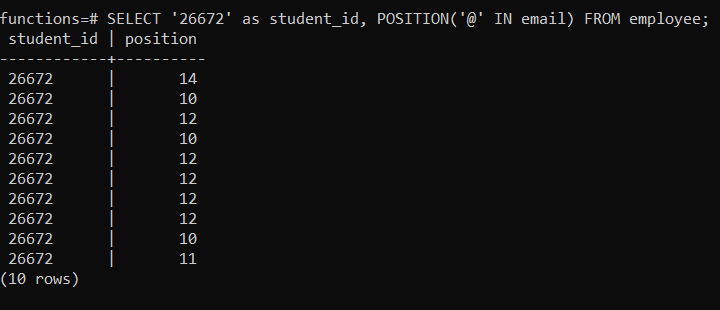 functions=# SELECT '26672' as student_id, POSITION('@' IN email) FROM employee;
 student_id | position
------------+----------
 26672      |       14
 26672      |       10
 26672      |       12
 26672      |       10
 26672      |       12
 26672      |       12
 26672      |       12
 26672      |       12
 26672      |       10
 26672      |       11
(10 rows)